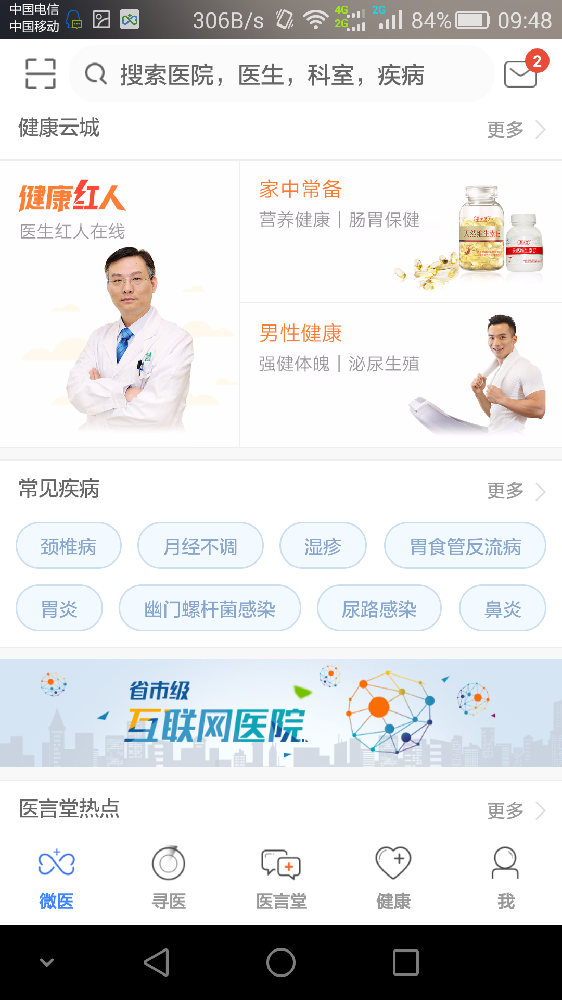 中国电信
中国移动
306B/s
4G
2G
2G
84%
09:48
搜索医院，医生，科室，疾病
2
健康云城
更多
健康红人
医生红人在线
家中常备
营养健康｜肠胃保健
养生堂
天然维生素E
养生堂
天然维生素C
男性健康
强健体魄｜泌尿生殖
常见疾病
更多
颈椎病
月经不调
湿疹
胃食管反流病
胃炎
幽门螺杆菌感染
尿路感染
鼻炎
省市级
互联网医院
医言堂热点
更多
微医
寻医
医言堂
健康
我